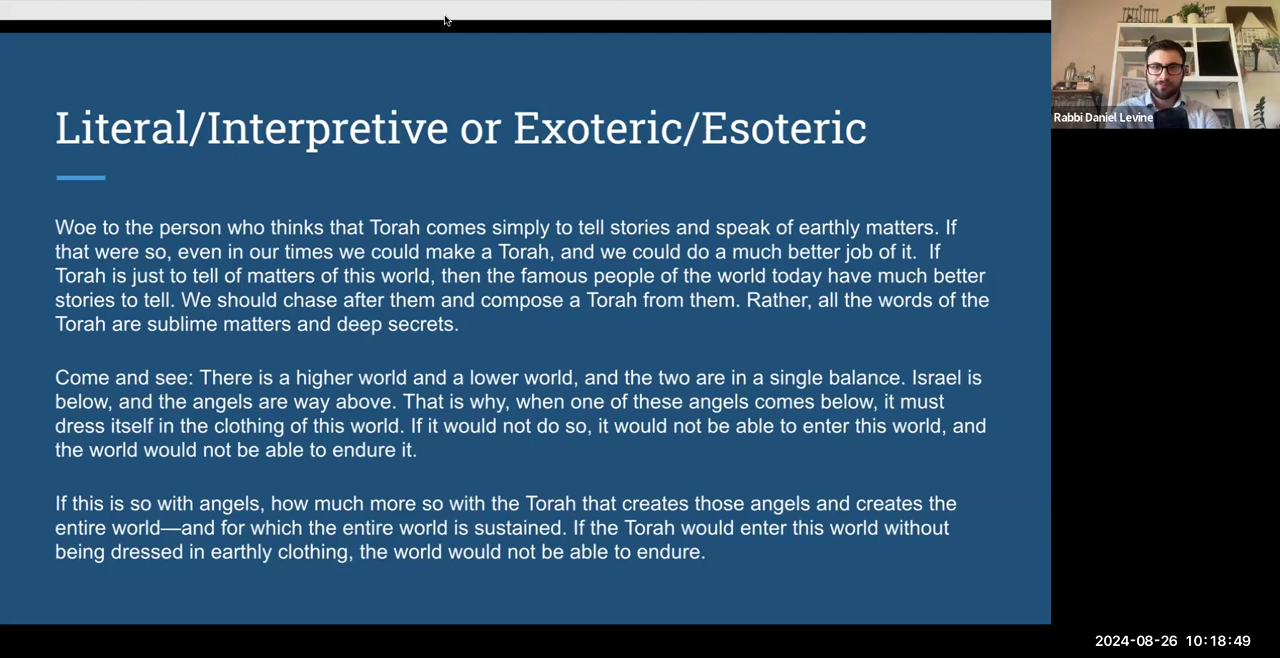 Literal/Interpretive or Exoteric/Esoteric
Woe to the person who thinks that Torah comes simply to tell stories and speak of earthly matters. If
that were so, even in our times we could make a Torah, and we could do a much better job of it.  If
Torah is just to tell of matters of this world, then the famous people of the world today have much better
stories to tell. We should chase after them and compose a Torah from them. Rather, all the words of the
Torah are sublime matters and deep secrets.
Come and see: There is a higher world and a lower world, and the two are in a single balance. Israel is
below, and the angels are way above. That is why, when one of these angels comes below, it must
dress itself in the clothing of this world. If it would not do so, it would not be able to enter this world, and
the world would not be able to endure it.
If this is so with angels, how much more so with the Torah that creates those angels and creates the
entire world—and for which the entire world is sustained. If the Torah would enter this world without
being dressed in earthly clothing, the world would not be able to endure.
Rabbi Daniel Levine
2024-08-26 10:18:49